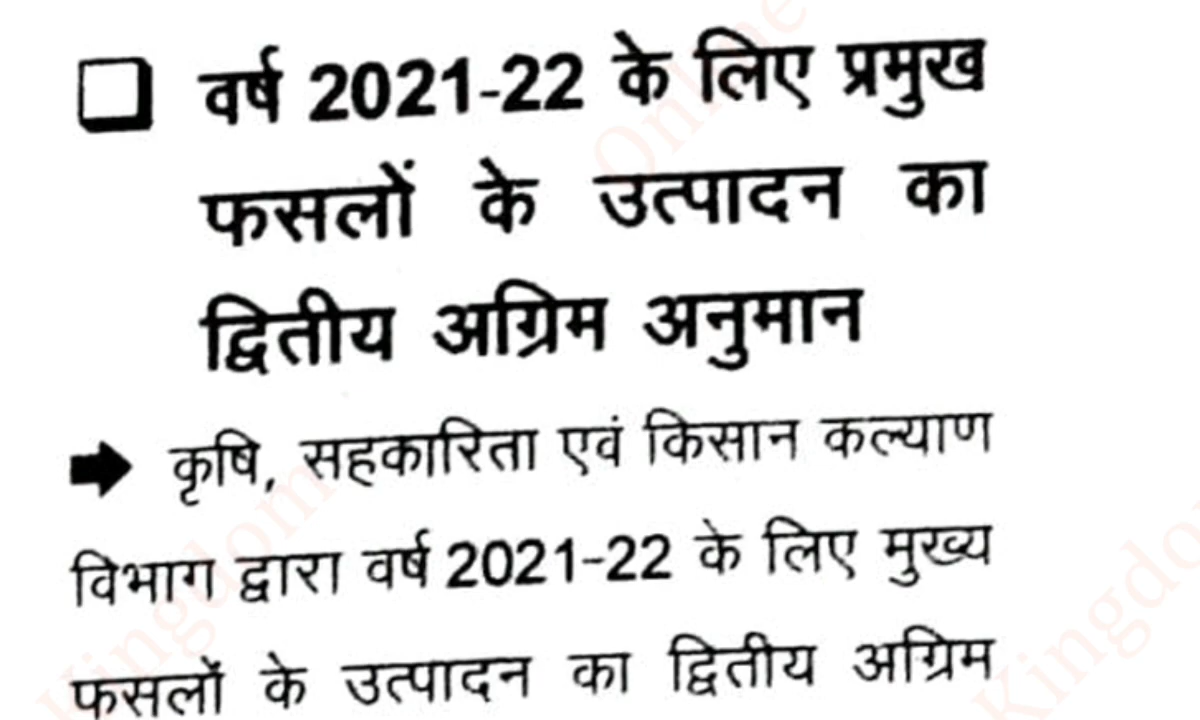 ❑ वर्ष 2021-22 के लिए प्रमुख
फसलों के उत्पादन का
द्वितीय अग्रिम अनुमान
➡ कृषि, सहकारिता एवं किसान कल्याण
विभाग द्वारा वर्ष 2021-22 के लिए मुख्य
फसलों के उत्पादन का द्वितीय अग्रिम